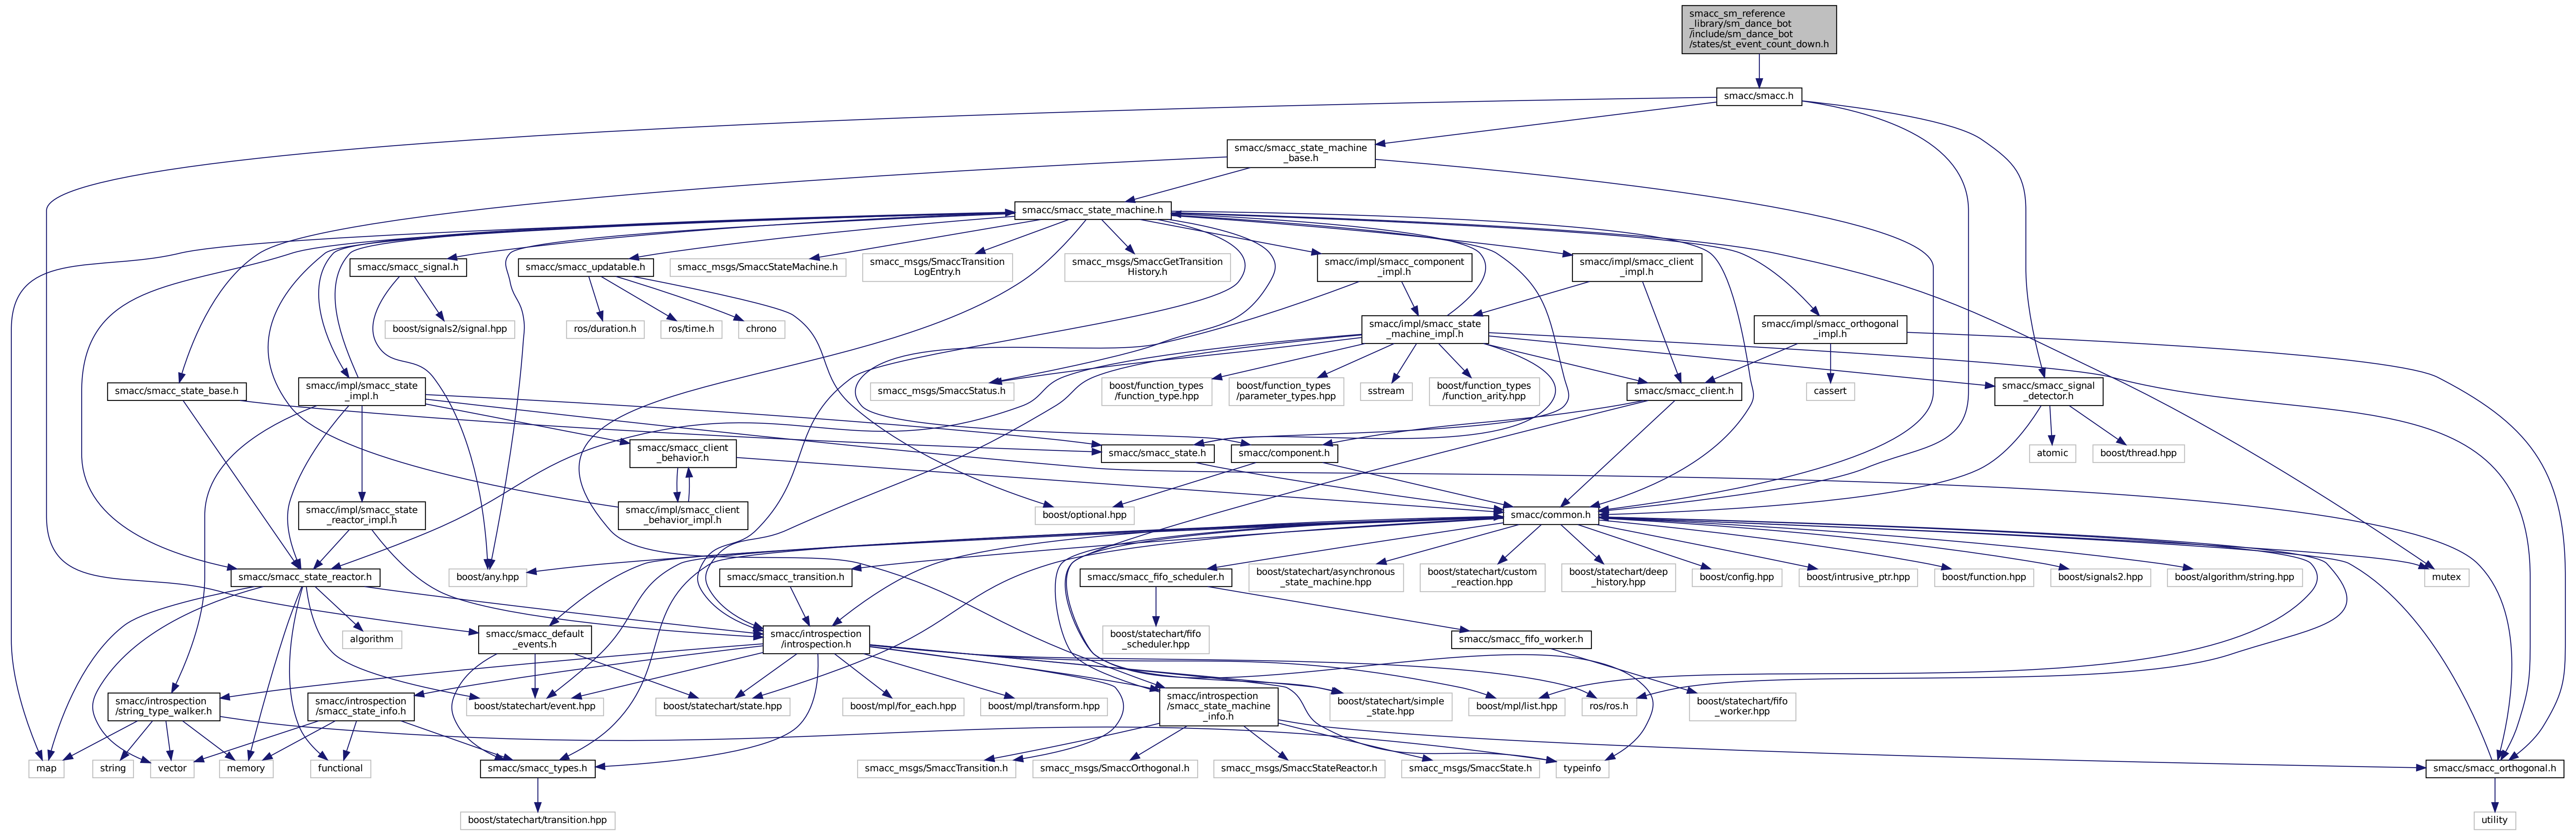 smacc_sm_reference
_library/sm_dance_bot
/include/sm_dance_bot
/states/st_event_count_down.h
smacc/smacc.h
smacc/smacc_state_machine
_base.h
smacc/smacc_state_machine.h
smacc/smacc_signal.h
smacc/smacc_updatable.h
smacc_msgs/SmaccStateMachine.h
smacc_msgs/SmaccTransition
LogEntry.h
smacc_msgs/SmaccGetTransition
History.h
smacc/impl/smacc_component
_impl.h
smacc/impl/smacc_client
_impl.h
boost/signals2/signal.hpp
ros/duration.h
ros/time.h
chrono
smacc/impl/smacc_state
_machine_impl.h
smacc/impl/smacc_orthogonal
_impl.h
smacc/smacc_state_base.h
smacc/impl/smacc_state
_impl.h
smacc_msgs/SmaccStatus.h
boost/function_types
/function_type.hpp
boost/function_types
/parameter_types.hpp
sstream
boost/function_types
/function_arity.hpp
smacc/smacc_client.h
cassert
smacc/smacc_signal
_detector.h
smacc/smacc_client
_behavior.h
smacc/smacc_state.h
smacc/component.h
atomic
boost/thread.hpp
smacc/impl/smacc_state
_reactor_impl.h
smacc/impl/smacc_client
_behavior_impl.h
boost/optional.hpp
smacc/common.h
smacc/smacc_state_reactor.h
boost/any.hpp
smacc/smacc_transition.h
smacc/smacc_fifo_scheduler.h
boost/statechart/asynchronous
_state_machine.hpp
boost/statechart/custom
_reaction.hpp
boost/statechart/deep
_history.hpp
boost/config.hpp
boost/intrusive_ptr.hpp
boost/function.hpp
boost/signals2.hpp
boost/algorithm/string.hpp
mutex
algorithm
smacc/smacc_default
_events.h
smacc/introspection
/introspection.h
boost/statechart/fifo
_scheduler.hpp
smacc/smacc_fifo_worker.h
smacc/introspection
/string_type_walker.h
smacc/introspection
/smacc_state_info.h
boost/statechart/event.hpp
boost/statechart/state.hpp
boost/mpl/for_each.hpp
boost/mpl/transform.hpp
smacc/introspection
/smacc_state_machine
_info.h
boost/statechart/simple
_state.hpp
boost/mpl/list.hpp
ros/ros.h
boost/statechart/fifo
_worker.hpp
map
string
vector
memory
functional
smacc/smacc_types.h
smacc_msgs/SmaccTransition.h
smacc_msgs/SmaccOrthogonal.h
smacc_msgs/SmaccStateReactor.h
smacc_msgs/SmaccState.h
typeinfo
smacc/smacc_orthogonal.h
boost/statechart/transition.hpp
utility